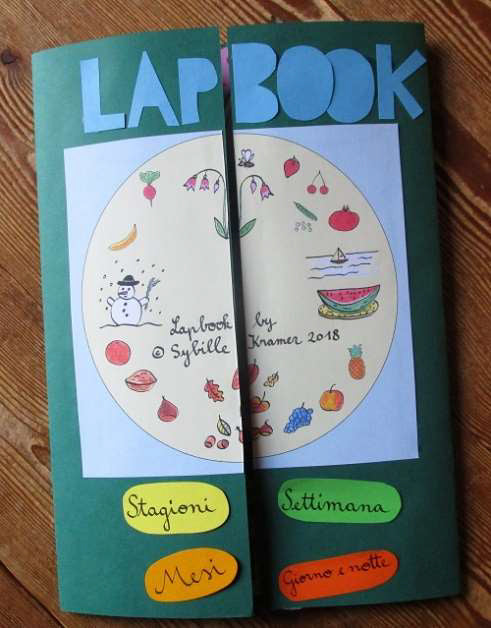 LAPBOOK
Lapbook by
© Sybille Kramer 2018
Stagioni
Settimana
Mesi
Giorno e notte